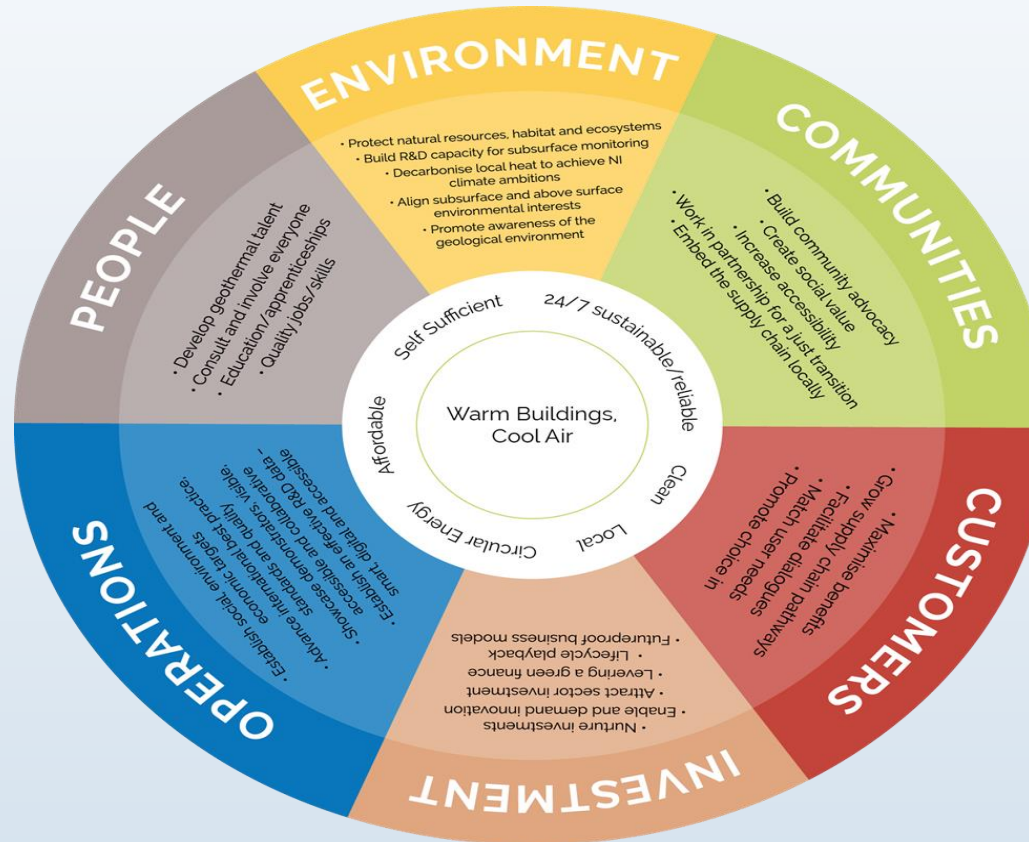 ENVIRONMENT
• Protect natural resources, habitat and ecosystems
• Build R&D capacity for subsurface monitoring
• Decarbonise local heat to achieve NI
climate ambitions
• Align subsurface and above surface
environmental interests
• Promote awareness of the
geological environment
COMMUNITIES
• Build community advocacy
• Create social value
• Increase accessibility
• Work in partnership for a just transition
• Embed the supply chain locally
CUSTOMERS
• Maximise benefits
• Grow supply chain pathways
• Facilitate dialogues
• Match user needs
• Promote choice in
INVESTMENT
• Nurture investments
• Enable and demand innovation
• Attract sector investment
• Levering a green finance
• Lifecycle playback
• Futureproof business models
OPERATIONS
• Establish social, environment and
economic targets
• Advance international best practice,
standards and quality
• Showcase demonstrators visible,
accessible and collaborative
• Establish an effective R&D data –
smart, digital and accessible
PEOPLE
• Develop geothermal talent
• Consult and involve everyone
• Education/apprenticeships
• Quality jobs/skills
Self Sufficient
24/7 sustainable/reliable
Clean
Local
Circular Energy
Affordable
Warm Buildings,
Cool Air